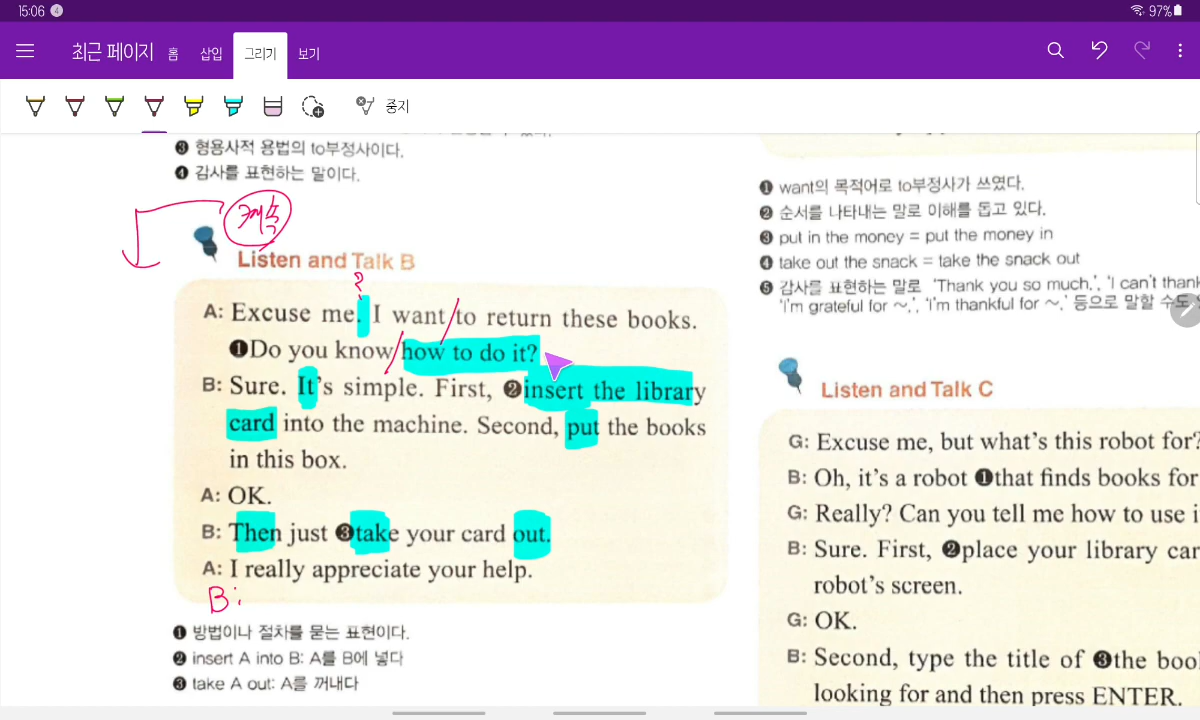 15:06 4 97%
최근 페이지 홈 삽입 그리기 보기
중지
❸ 형용사적 용법의 to부정사이다.
❹ 감사를 표현하는 말이다.
계속
Listen and Talk B
?
A: Excuse me. I want to return these books.
❶Do you know how to do it?
B: Sure. It's simple. First, ❷insert the library
card into the machine. Second, put the books
in this box.
A: OK.
B: Then just ❸take your card out.
A: I really appreciate your help.
B:
❶ 방법이나 절차를 묻는 표현이다.
❷ insert A into B: A를 B에 넣다
❸ take A out: A를 꺼내다
❶ want의 목적어로 to부정사가 쓰였다.
❷ 순서를 나타내는 말로 이해를 돕고 있다.
❸ put in the money = put the money in
❹ take out the snack = take the snack out
❺ 감사를 표현하는 말로 'Thank you so much.', 'I can't thank
'I'm grateful for ~.', 'I'm thankful for ~.' 등으로 말할 수도
Listen and Talk C
G: Excuse me, but what's this robot for?
B: Oh, it's a robot ❶that finds books for
G: Really? Can you tell me how to use i
B: Sure. First, ❷place your library car
robot's screen.
G: OK.
B: Second, type the title of ❸the boo
looking for and then press ENTER.